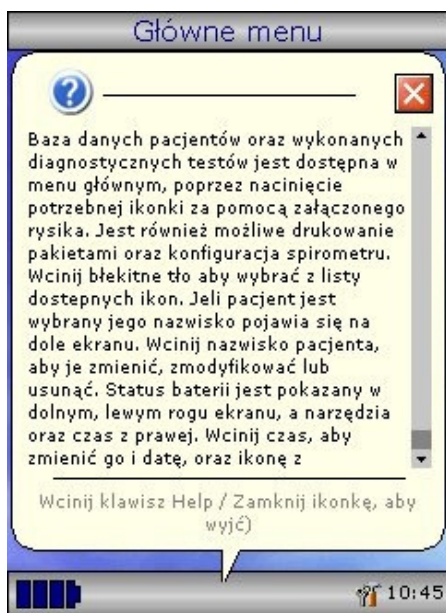 Główne menu
Baza danych pacjentów oraz wykonanych
diagnostycznych testów jest dostępna w
menu głównym, poprzez nacinięcie
potrzebnej ikonki za pomocą załączonego
rysika. Jest również możliwe drukowanie
pakietami oraz konfiguracja spirometru.
Wcinij błekitne tło aby wybrać z listy
dostepnych ikon. Jeli pacjent jest
wybrany jego nazwisko pojawia się na
dole ekranu. Wcinij nazwisko pacjenta,
aby je zmienić, zmodyfikować lub
usunąć. Status baterii jest pokazany w
dolnym, lewym rogu ekranu, a narzędzia
oraz czas z prawej. Wcinij czas, aby
zmienić go i datę, oraz ikonę z
Wcinij klawisz Help / Zamknij ikonkę, aby
wyjć)
10:45